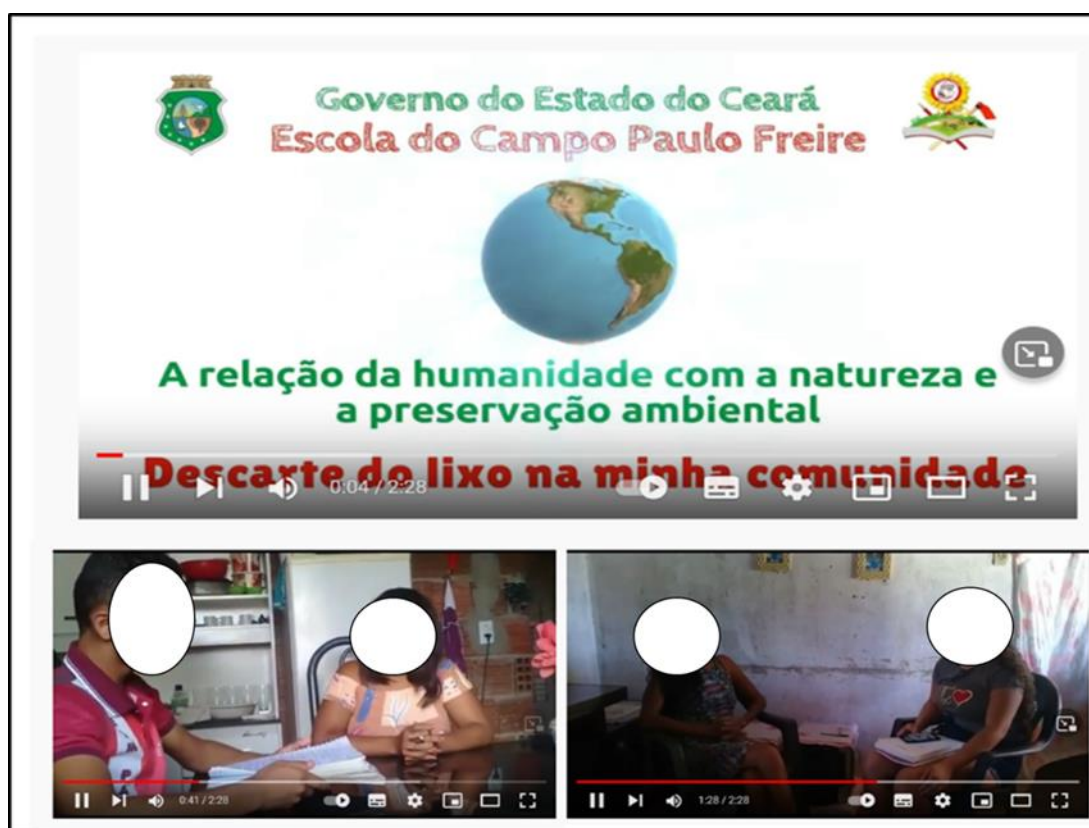 Governo do Estado do Ceará
Escola do Campo Paulo Freire
A relação da humanidade com a natureza e
a preservação ambiental
Descarte do lixo na minha comunidade
0:04 / 2:28
0:41 / 2:28
1:28 / 2:28